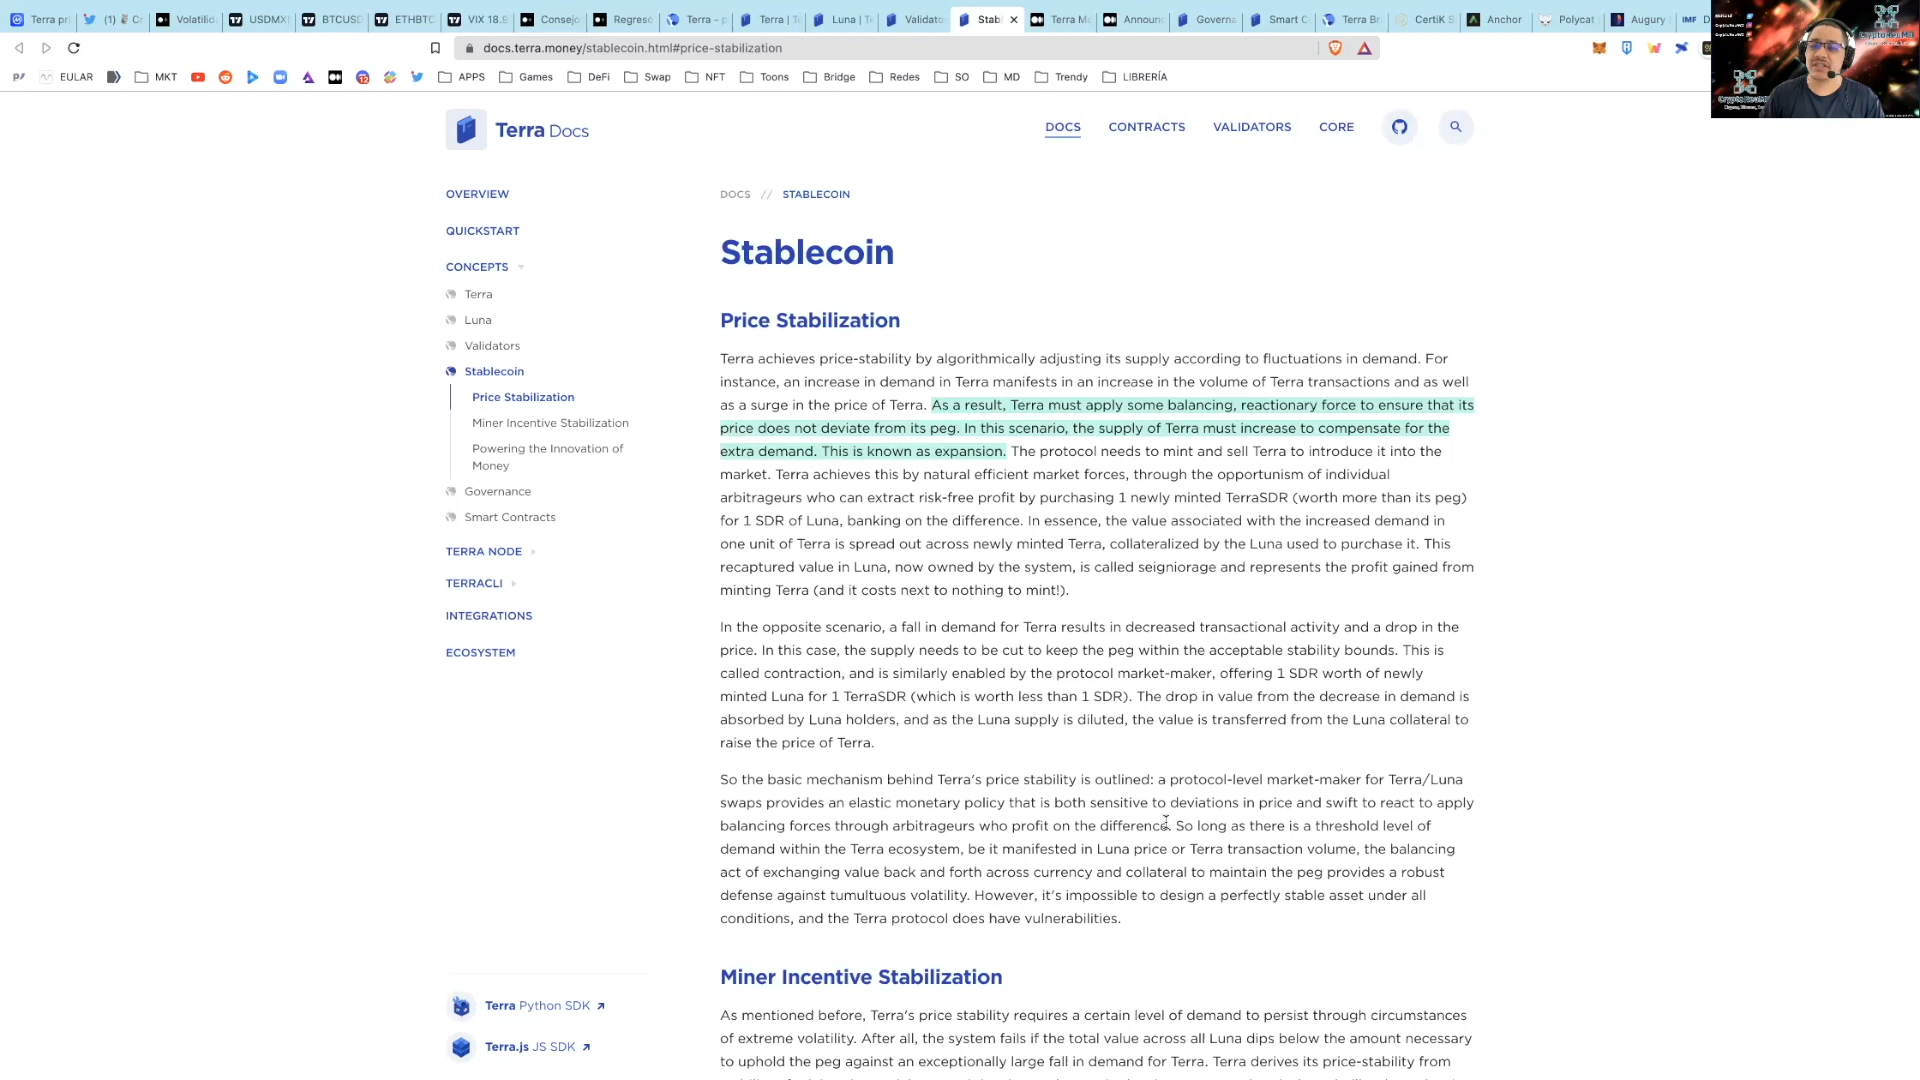 Terra pr
(1)
Cr
Volatilid
USDMX
BTCUSD
ETHBTC
VIX 18.9
Consejo
Regreso
Terra - p
Terra | T
Luna | Te
Validato
Stabl
Terra Mo
Announc
Governa
Smart C
Terra Br
CertiK S
Anchor
Polycat
Augury
IMF D
docs.terra.money/stablecoin.html#price-stabilization
EULAR
MKT
APPS
Games
DeFi
Swap
NFT
Toons
Bridge
Redes
SO
MD
Trendy
LIBRERÍA
Terra Docs
DOCS
CONTRACTS
VALIDATORS
CORE
OVERVIEW
QUICKSTART
CONCEPTS
Terra
Luna
Validators
Stablecoin
Price Stabilization
Miner Incentive Stabilization
Powering the Innovation of
Money
Governance
Smart Contracts
TERRA NODE
TERRACLI
INTEGRATIONS
ECOSYSTEM
Terra Python SDK
Terra.js JS SDK
DOCS // STABLECOIN
Stablecoin
Price Stabilization
Terra achieves price-stability by algorithmically adjusting its supply according to fluctuations in demand. For
instance, an increase in demand in Terra manifests in an increase in the volume of Terra transactions and as well
as a surge in the price of Terra. As a result, Terra must apply some balancing, reactionary force to ensure that its
price does not deviate from its peg. In this scenario, the supply of Terra must increase to compensate for the
extra demand. This is known as expansion. The protocol needs to mint and sell Terra to introduce it into the
market. Terra achieves this by natural efficient market forces, through the opportunism of individual
arbitrageurs who can extract risk-free profit by purchasing 1 newly minted TerraSDR (worth more than its peg)
for 1 SDR of Luna, banking on the difference. In essence, the value associated with the increased demand in
one unit of Terra is spread out across newly minted Terra, collateralized by the Luna used to purchase it. This
recaptured value in Luna, now owned by the system, is called seigniorage and represents the profit gained from
minting Terra (and it costs next to nothing to mint!).
In the opposite scenario, a fall in demand for Terra results in decreased transactional activity and a drop in the
price. In this case, the supply needs to be cut to keep the peg within the acceptable stability bounds. This is
called contraction, and is similarly enabled by the protocol market-maker, offering 1 SDR worth of newly
minted Luna for 1 TerraSDR (which is worth less than 1 SDR). The drop in value from the decrease in demand is
absorbed by Luna holders, and as the Luna supply is diluted, the value is transferred from the Luna collateral to
raise the price of Terra.
So the basic mechanism behind Terra's price stability is outlined: a protocol-level market-maker for Terra/Luna
swaps provides an elastic monetary policy that is both sensitive to deviations in price and swift to react to apply
balancing forces through arbitrageurs who profit on the difference. So long as there is a threshold level of
demand within the Terra ecosystem, be it manifested in Luna price or Terra transaction volume, the balancing
act of exchanging value back and forth across currency and collateral to maintain the peg provides a robust
defense against tumultuous volatility. However, it's impossible to design a perfectly stable asset under all
conditions, and the Terra protocol does have vulnerabilities.
Miner Incentive Stabilization
As mentioned before, Terra's price stability requires a certain level of demand to persist through circumstances
of extreme volatility. After all, the system fails if the total value across all Luna dips below the amount necessary
to uphold the peg against an exceptionally large fall in demand for Terra. Terra derives its price-stability from